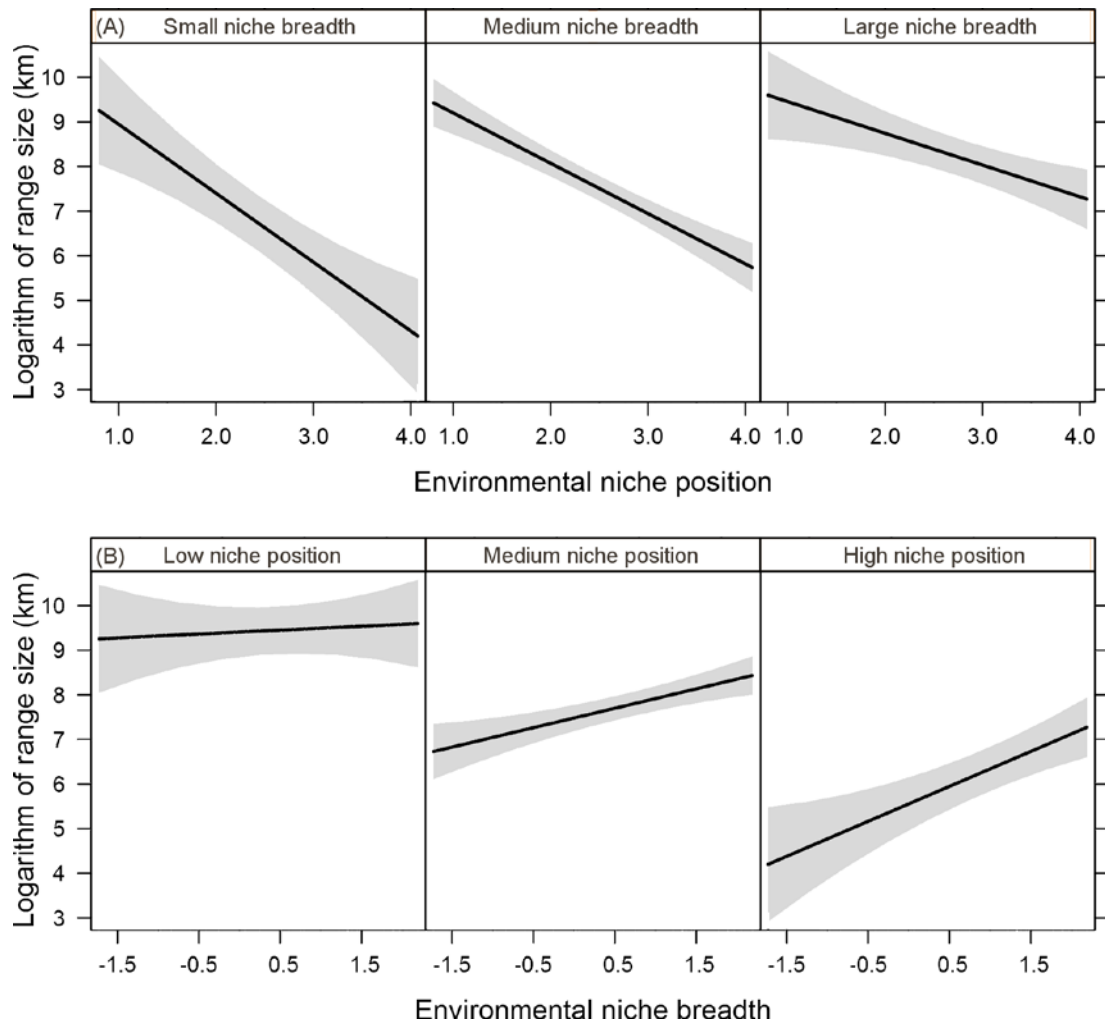 (A) Small niche breadth Medium niche breadth Large niche breadth
Logarithm of range size (km)
10
9
8
7
6
5
4
3
1.0 2.0 3.0 4.0 1.0 2.0 3.0 4.0 1.0 2.0 3.0 4.0
Environmental niche position
(B) Low niche position Medium niche position High niche position
Logarithm of range size (km)
10
9
8
7
6
5
4
3
-1.5 -0.5 0.5 1.5 -1.5 -0.5 0.5 1.5 -1.5 -0.5 0.5 1.5
Environmental niche breadth